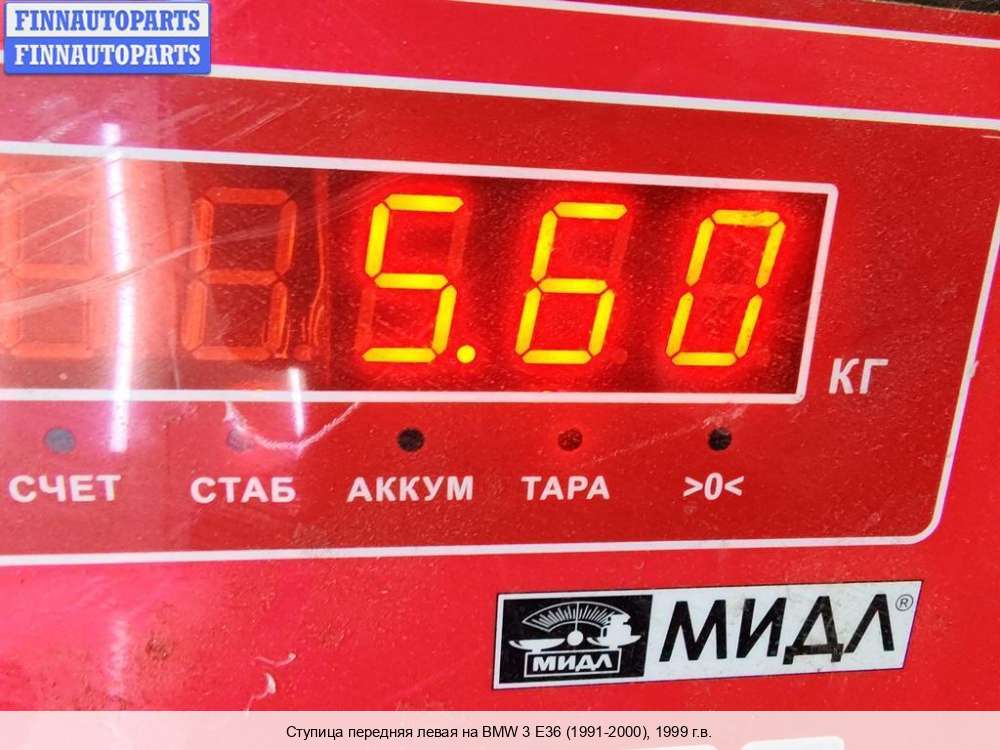 FINNAUTOPARTS
FINNAUTOPARTS
5.60
КГ
СЧЕТ СТАБ АККУМ ТАРА >0<
МИДЛ МИДЛ®
Ступица передняя левая на BMW 3 E36 (1991-2000), 1999 г.в.